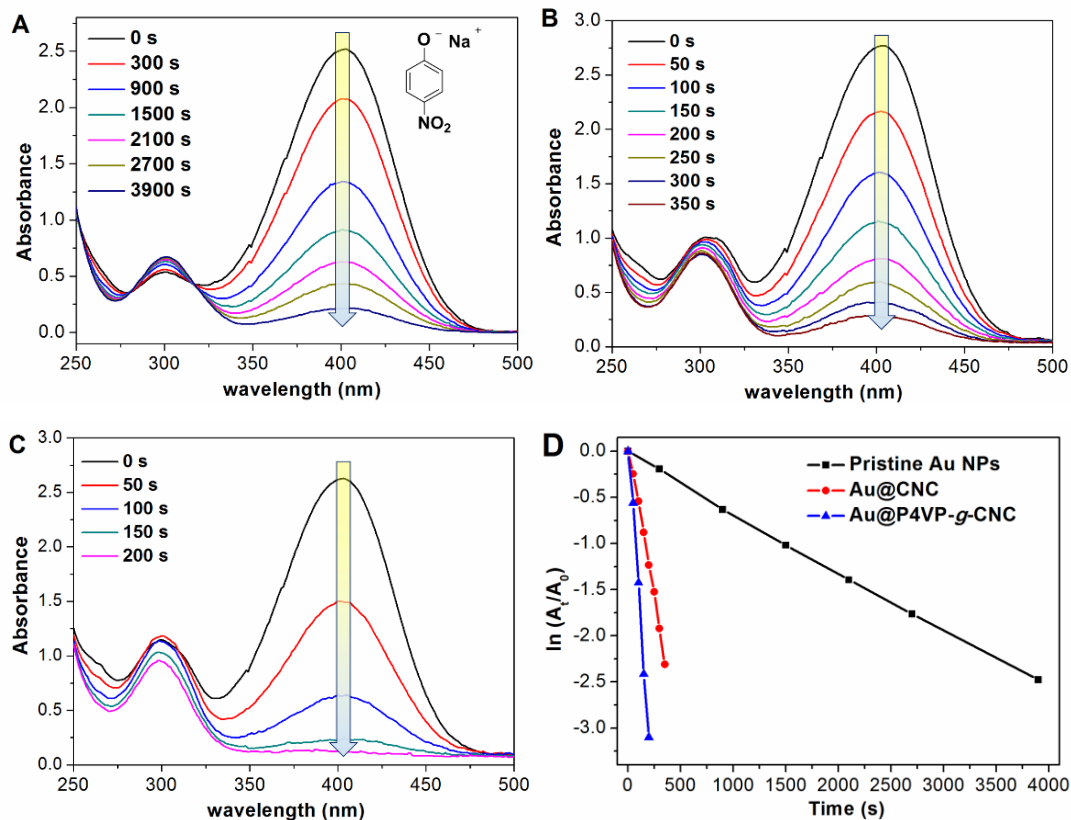 A
0 s
300 s
900 s
1500 s
2100 s
2700 s
3900 s
O⁻ Na⁺
NO₂
2.5
2.0
1.5
1.0
0.5
0.0
Absorbance
250 300 350 400 450 500
wavelength (nm)
B
0 s
50 s
100 s
150 s
200 s
250 s
300 s
350 s
3.0
2.5
2.0
1.5
1.0
0.5
0.0
Absorbance
250 300 350 400 450 500
wavelength (nm)
C
0 s
50 s
100 s
150 s
200 s
3.0
2.5
2.0
1.5
1.0
0.5
0.0
Absorbance
250 300 350 400 450 500
wavelength (nm)
D
Pristine Au NPs
Au@CNC
Au@P4VP-g-CNC
0.0
-0.5
-1.0
-1.5
-2.0
-2.5
-3.0
ln (Aₜ/A₀)
0 500 1000 1500 2000 2500 3000 3500 4000
Time (s)